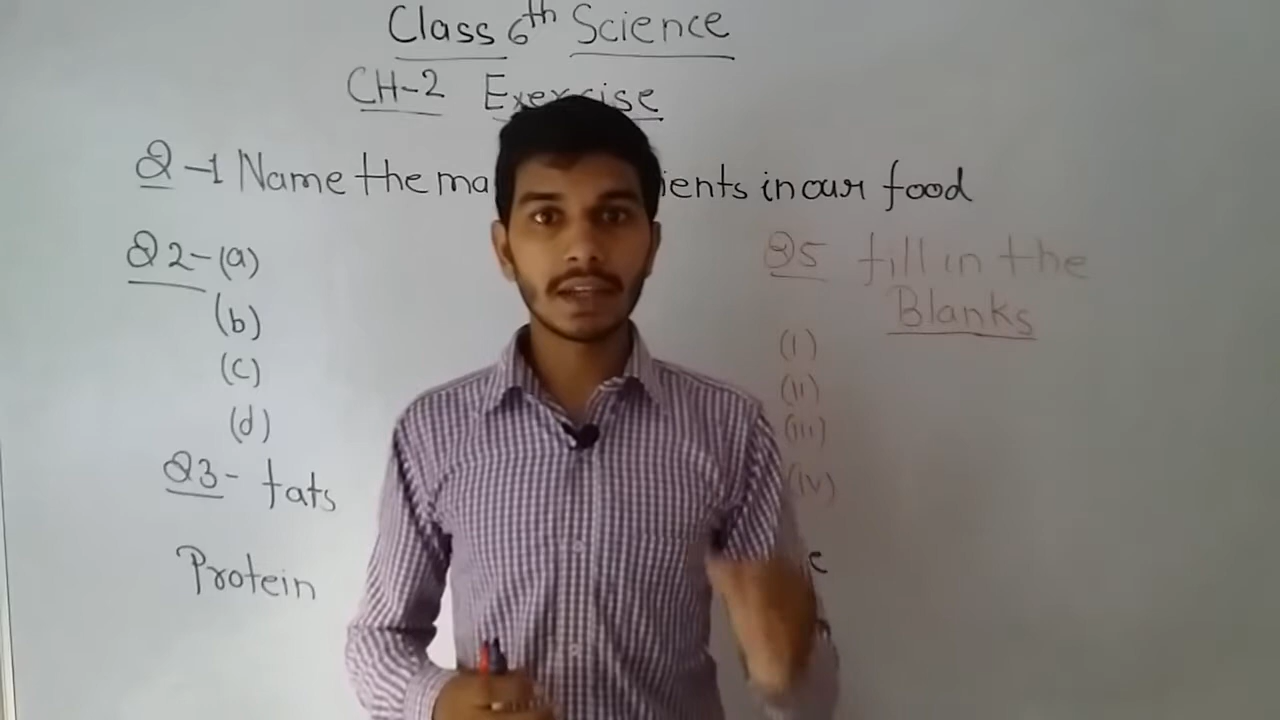 Class 6th Science
CH-2 Exercise
Q-1 Name the ma ients in our food
Q2-(a)
(b)
(c)
(d)
Q3- fats
Protein
Q5 fill in the
Blanks
(I)
(II)
(III)
(IV)